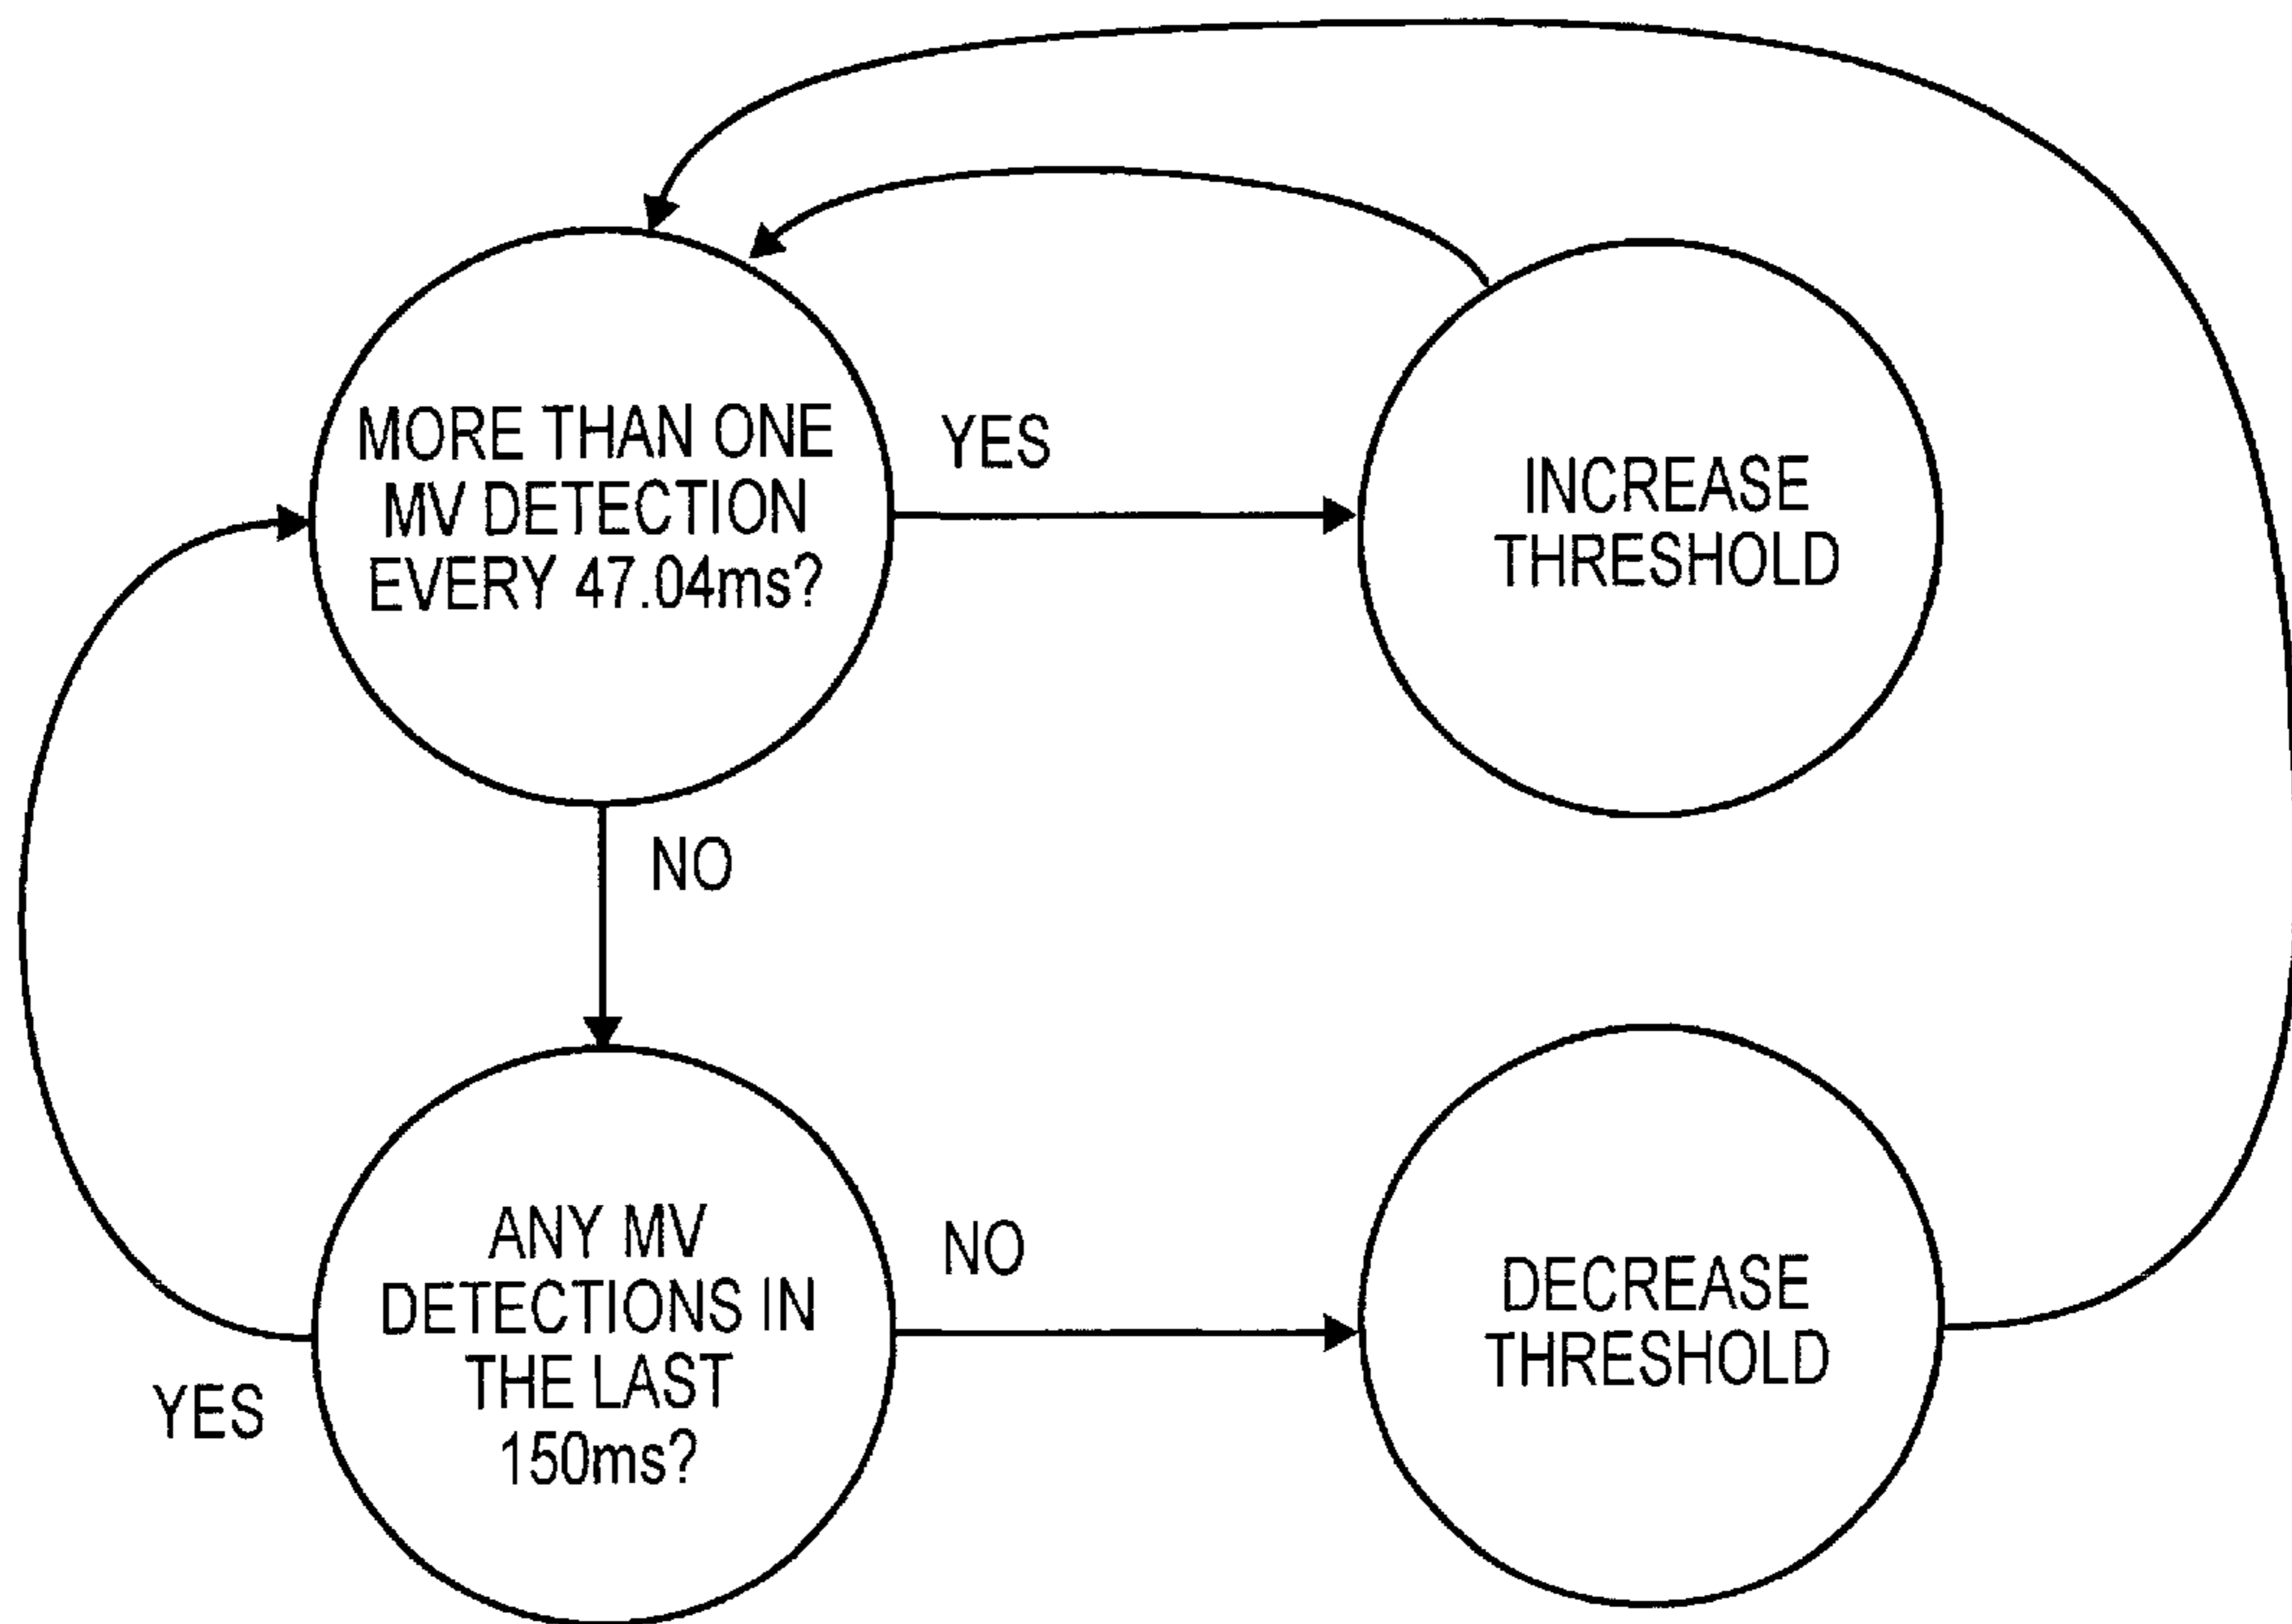 MORE THAN ONE
MV DETECTION
EVERY 47.04ms?
YES
INCREASE
THRESHOLD
NO
ANY MV
DETECTIONS IN
THE LAST
150ms?
NO
DECREASE
THRESHOLD
YES